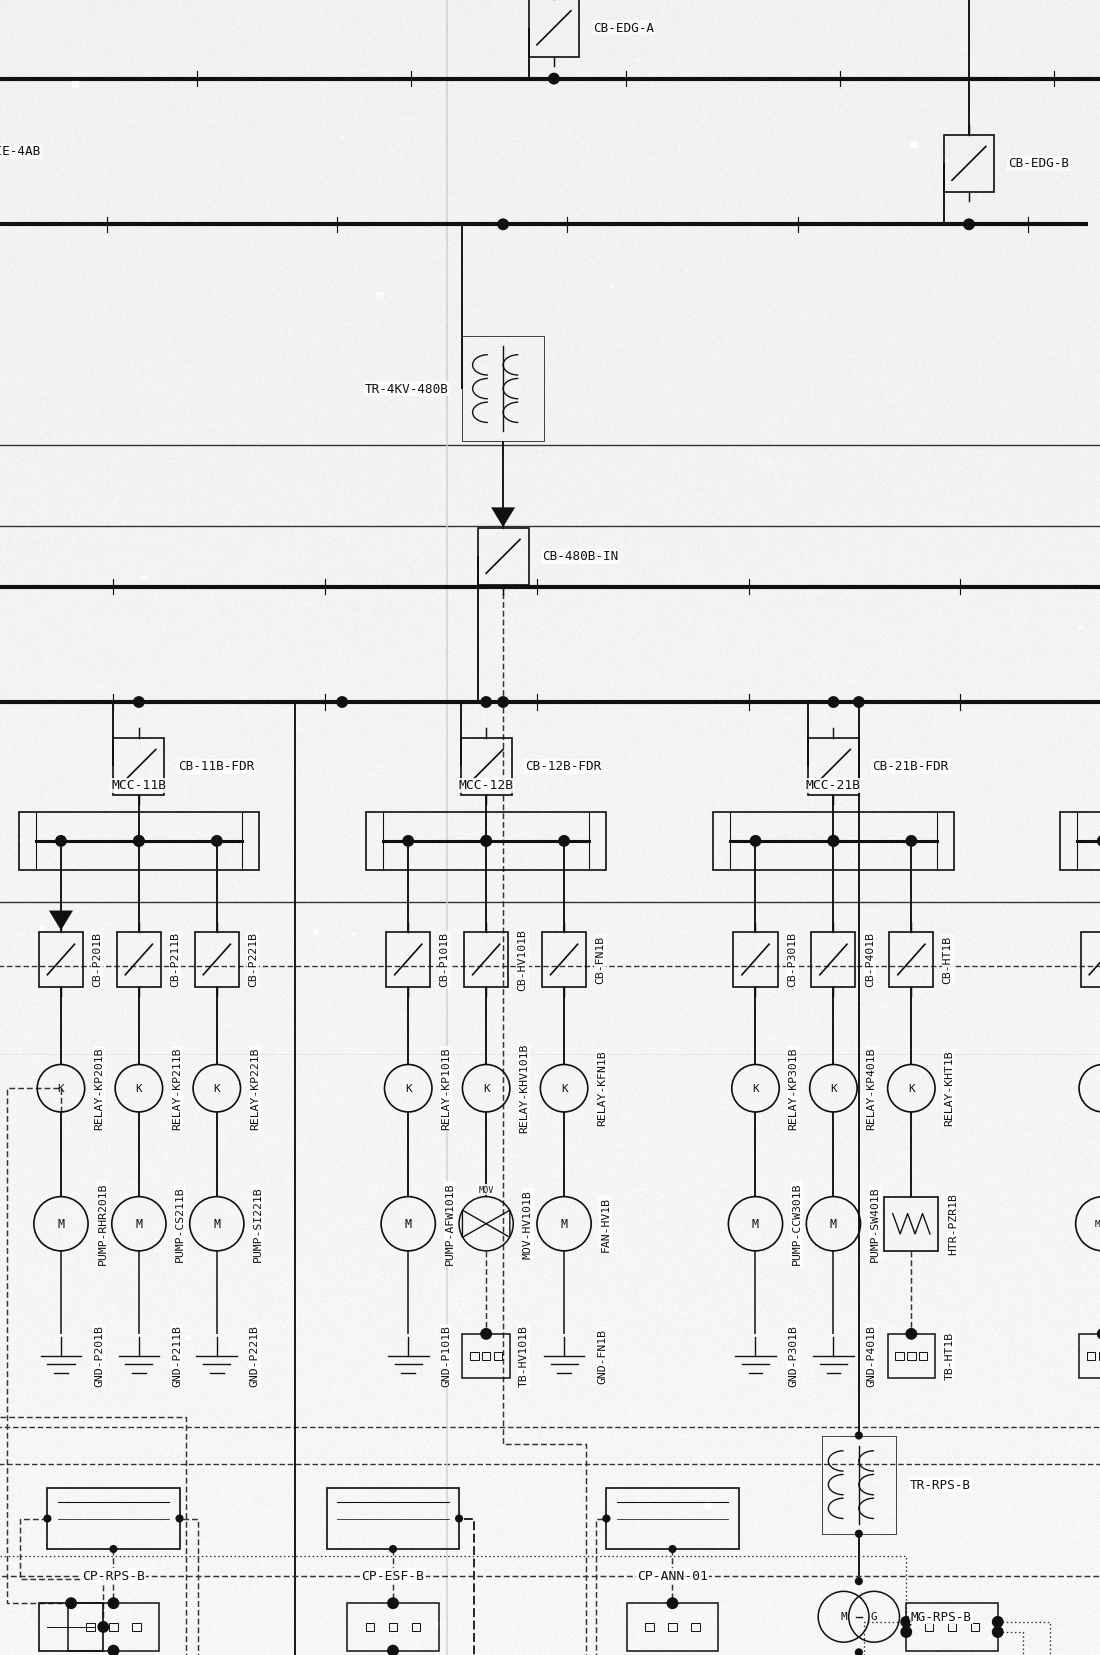 CB-EDG-A
IE-4AB
CB-EDG-B
TR-4KV-480B
CB-480B-IN
CB-11B-FDR
CB-12B-FDR
CB-21B-FDR
MCC-11B
MCC-12B
MCC-21B
CB-P201B
CB-P211B
CB-P221B
CB-P101B
CB-HV101B
CB-FN1B
CB-P301B
CB-P401B
CB-HT1B
K
RELAY-KP201B
K
RELAY-KP211B
K
RELAY-KP221B
K
RELAY-KP101B
K
RELAY-KHV101B
K
RELAY-KFN1B
K
RELAY-KP301B
K
RELAY-KP401B
K
RELAY-KHT1B
M
PUMP-RHR201B
M
PUMP-CS211B
M
PUMP-SI221B
M
PUMP-AFW101B
MOV
MOV-HV101B
M
FAN-HV1B
M
PUMP-CCW301B
M
PUMP-SW401B
HTR-PZR1B
M
GND-P201B
GND-P211B
GND-P221B
GND-P101B
TB-HV101B
GND-FN1B
GND-P301B
GND-P401B
TB-HT1B
TR-RPS-B
CP-RPS-B
CP-ESF-B
CP-ANN-01
M
G
MG-RPS-B